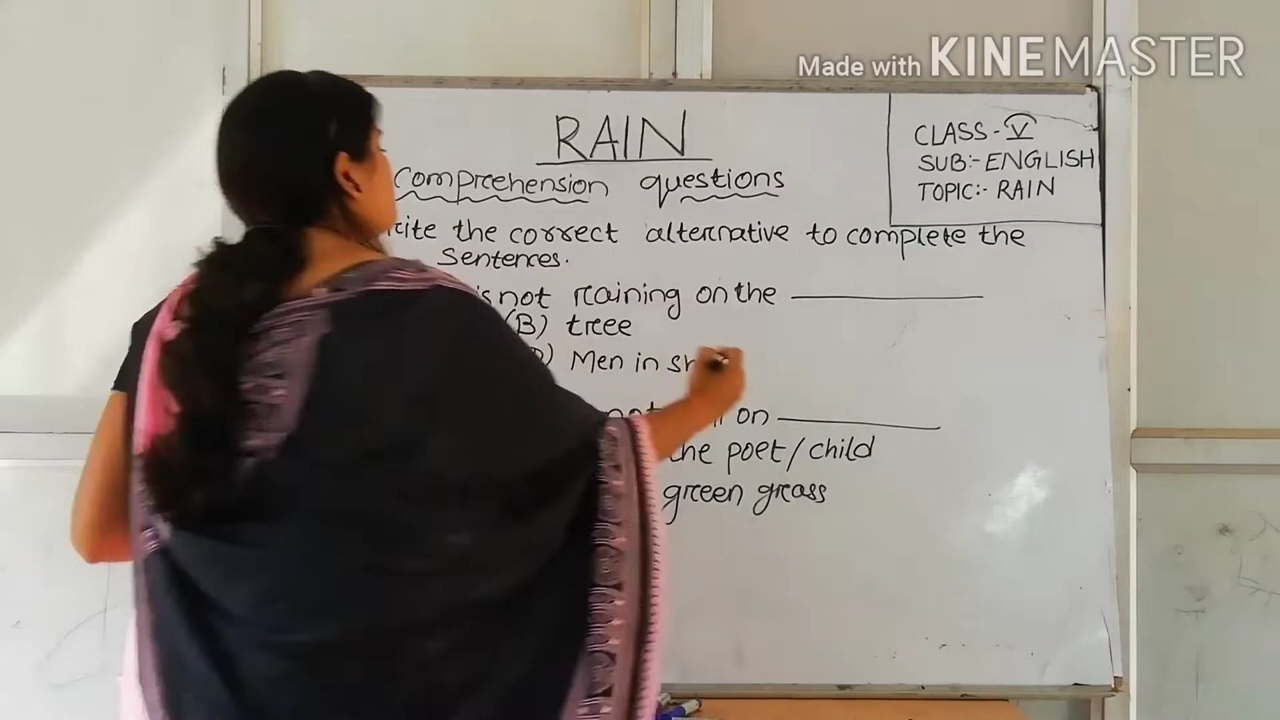 Made with KINEMASTER
RAIN
CLASS - V
SUB:- ENGLISH
TOPIC:- RAIN
Comprehension questions
the correct alternative to complete the
Sentences.
is not raining on the
(B) tree
Men in
not on
the poet/child
green grass